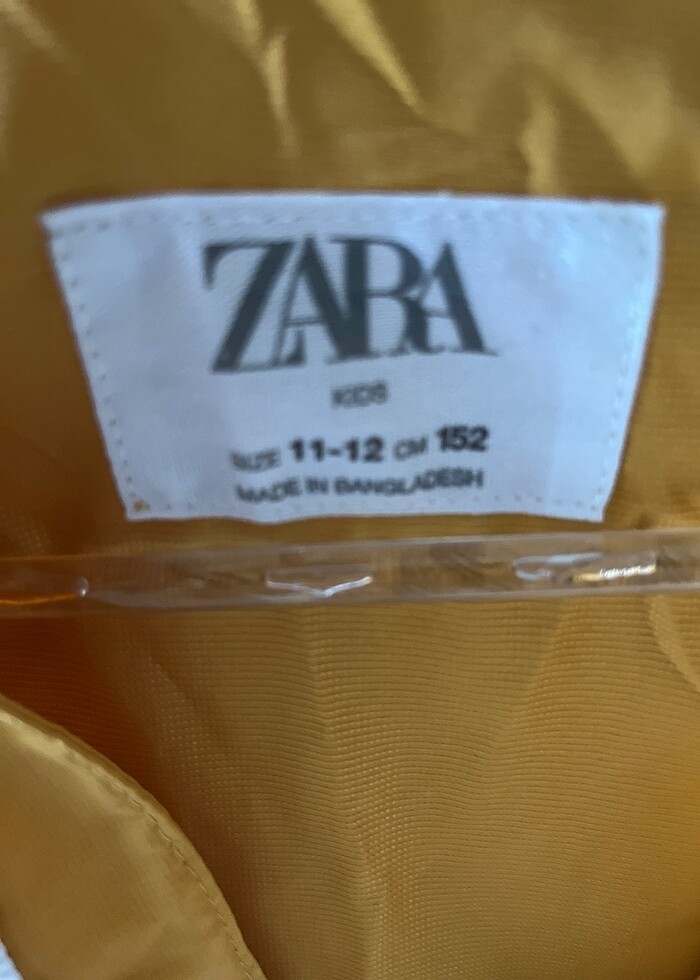 ZARA
KIDS
SIZE 11-12 CM 152
MADE IN BANGLADESH